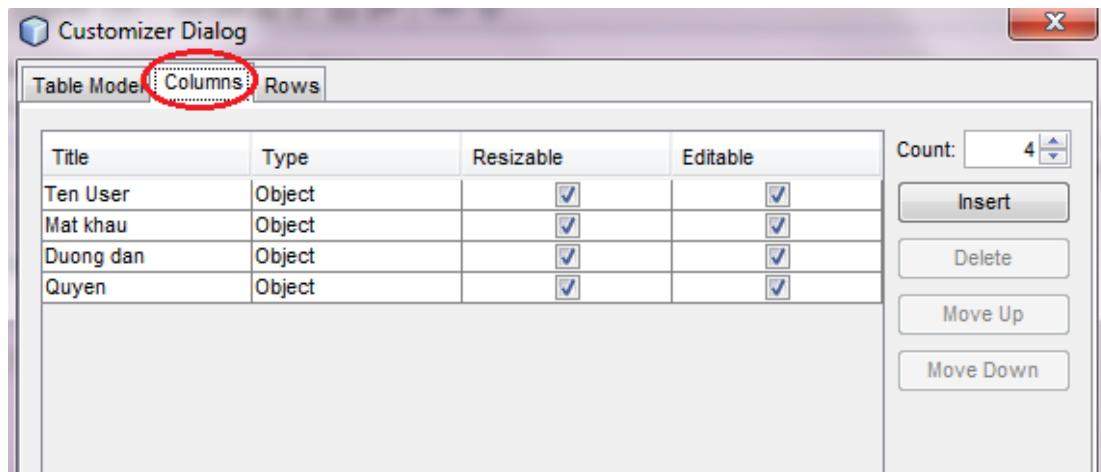 Customizer Dialog
Table Model Columns Rows
Title Type Resizable Editable Count: 4
Ten User Object Insert
Mat khau Object
Duong dan Object Delete
Quyen Object
Move Up
Move Down